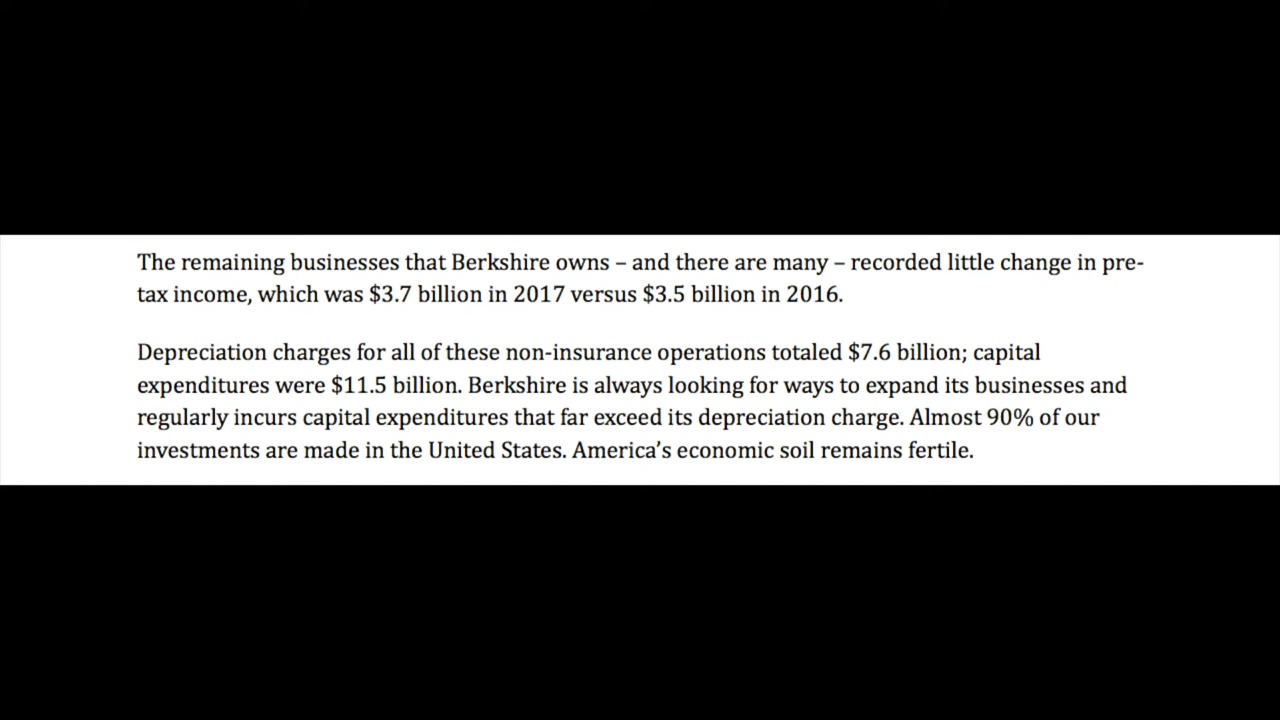 The remaining businesses that Berkshire owns – and there are many – recorded little change in pre-
tax income, which was $3.7 billion in 2017 versus $3.5 billion in 2016.
Depreciation charges for all of these non-insurance operations totaled $7.6 billion; capital
expenditures were $11.5 billion. Berkshire is always looking for ways to expand its businesses and
regularly incurs capital expenditures that far exceed its depreciation charge. Almost 90% of our
investments are made in the United States. America’s economic soil remains fertile.